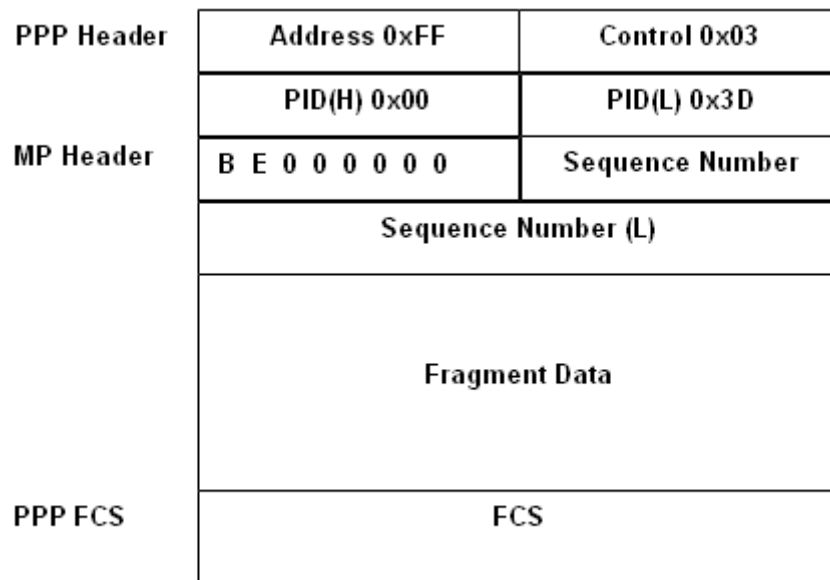 PPP Header Address 0xFF Control 0x03
PID(H) 0x00 PID(L) 0x3D
MP Header B E 0 0 0 0 0 0 Sequence Number
Sequence Number (L)
Fragment Data
PPP FCS FCS